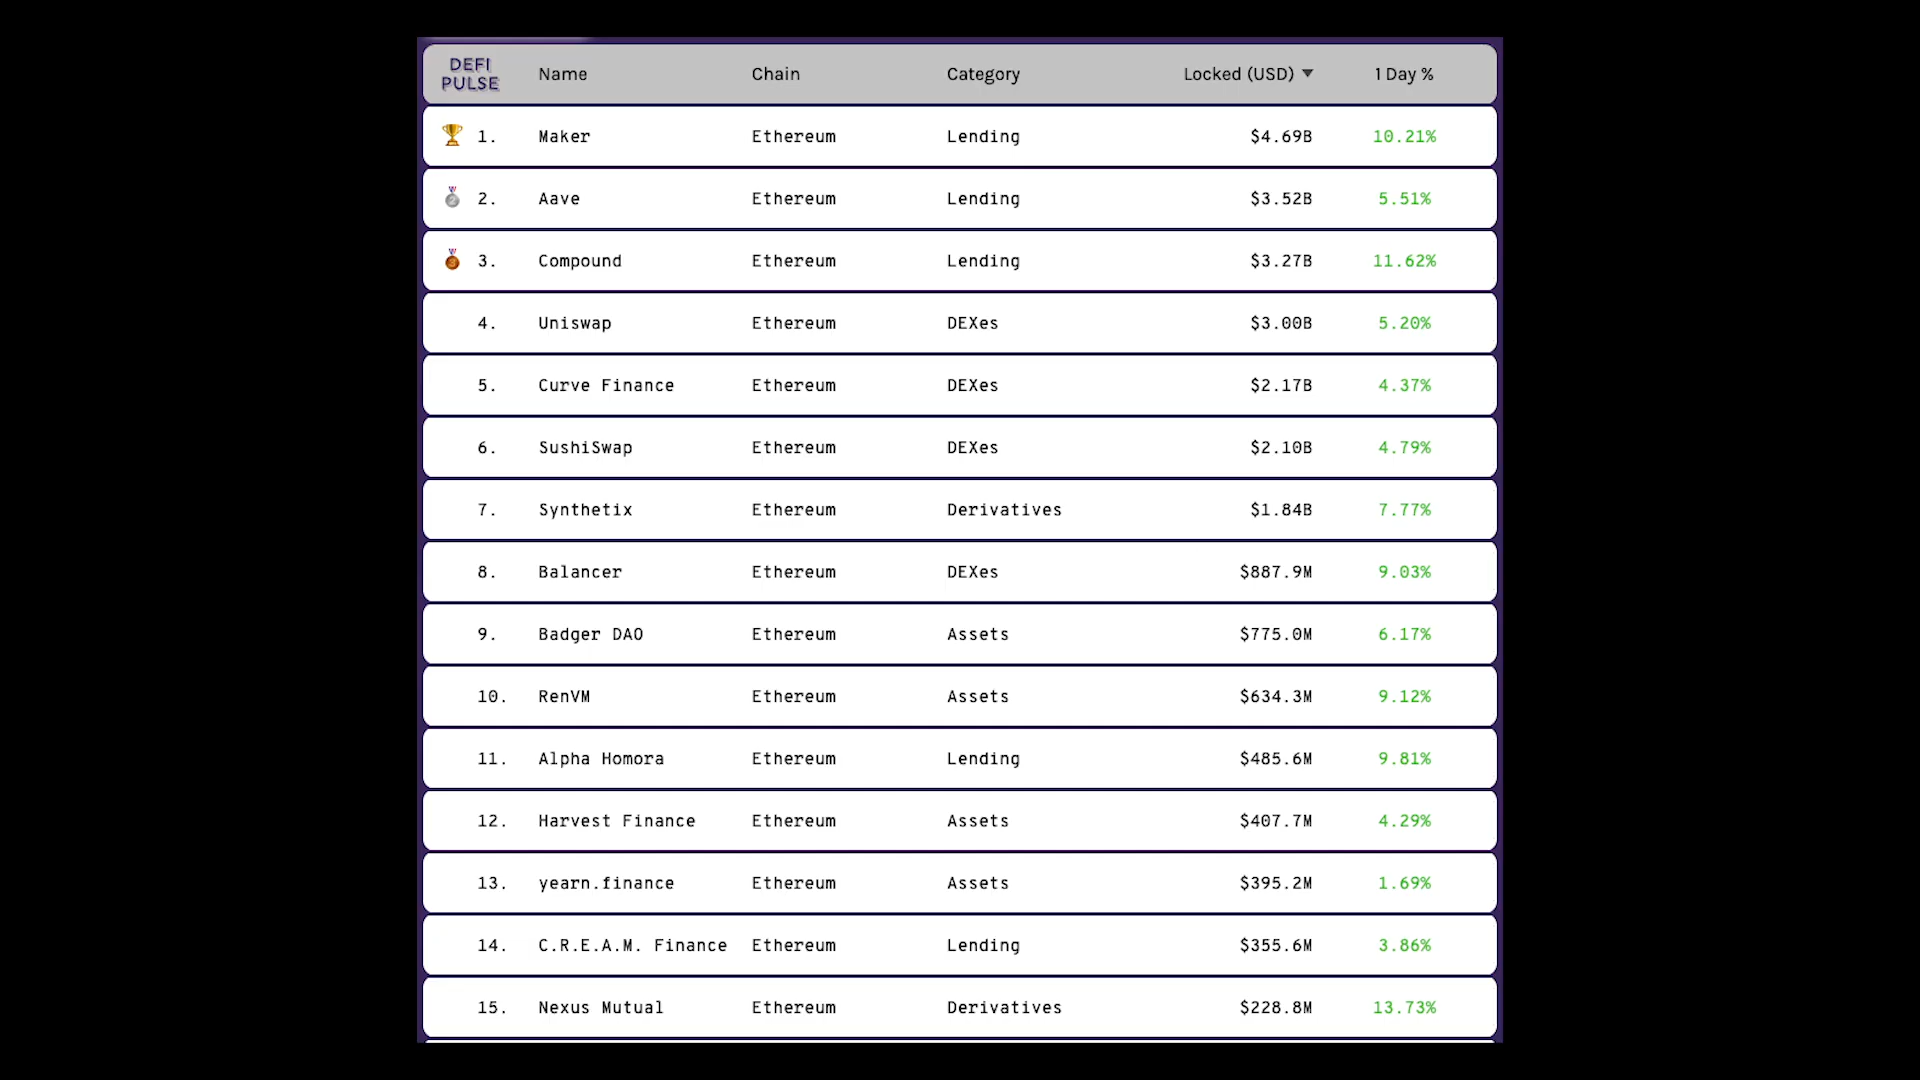 DEFI PULSE Name Chain Category Locked (USD) ▼ 1 Day %
1. Maker Ethereum Lending $4.69B 10.21%
2. Aave Ethereum Lending $3.52B 5.51%
3. Compound Ethereum Lending $3.27B 11.62%
4. Uniswap Ethereum DEXes $3.00B 5.20%
5. Curve Finance Ethereum DEXes $2.17B 4.37%
6. SushiSwap Ethereum DEXes $2.10B 4.79%
7. Synthetix Ethereum Derivatives $1.84B 7.77%
8. Balancer Ethereum DEXes $887.9M 9.03%
9. Badger DAO Ethereum Assets $775.0M 6.17%
10. RenVM Ethereum Assets $634.3M 9.12%
11. Alpha Homora Ethereum Lending $485.6M 9.81%
12. Harvest Finance Ethereum Assets $407.7M 4.29%
13. yearn.finance Ethereum Assets $395.2M 1.69%
14. C.R.E.A.M. Finance Ethereum Lending $355.6M 3.86%
15. Nexus Mutual Ethereum Derivatives $228.8M 13.73%